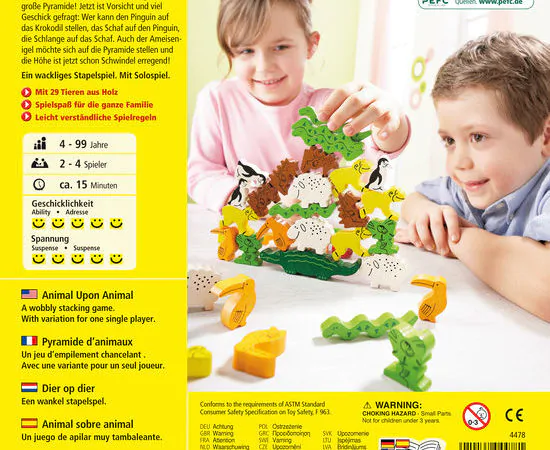 große Pyramide! Jetzt ist Vorsicht und viel
Geschick gefragt: Wer kann den Pinguin auf
das Krokodil stellen, das Schaf auf den Pinguin,
die Schlange auf das Schaf. Auch der Ameisen-
igel möchte sich auf die Pyramide stellen und
die Höhe ist jetzt schon Schwindel erregend!
Ein wackliges Stapelspiel. Mit Solospiel.
Mit 29 Tieren aus Holz
Spielspaß für die ganze Familie
Leicht verständliche Spielregeln
4 - 99 Jahre
2 - 4 Spieler
ca. 15 Minuten
Geschicklichkeit
Ability • Adresse
Spannung
Suspense • Suspense
Animal Upon Animal
A wobbly stacking game.
With variation for one single player.
Pyramide d'animaux
Un jeu d'empilement chancelant .
Avec une variante pour un seul joueur.
Dier op dier
Een wankel stapelspel.
Animal sobre animal
Un juego de apilar muy tambaleante.
PEFC
Quellen. www.pefc.de
Conforms to the requirements of ASTM Standard
Consumer Safety Specification on Toy Safety, F 963.
DEU Achtung
GBR Warning
FRA Attention
NLD Waarschuwing
POL Ostrzeżenie
GRC Προειδοποίηση
SWE Varning
CZE Upozornění
SVK Upozornenie
LTU Įspėjimas
LVA Brīdinājums
WARNING:
CHOKING HAZARD - Small Parts
Not for children under 3 years.
0-3
CE
4478